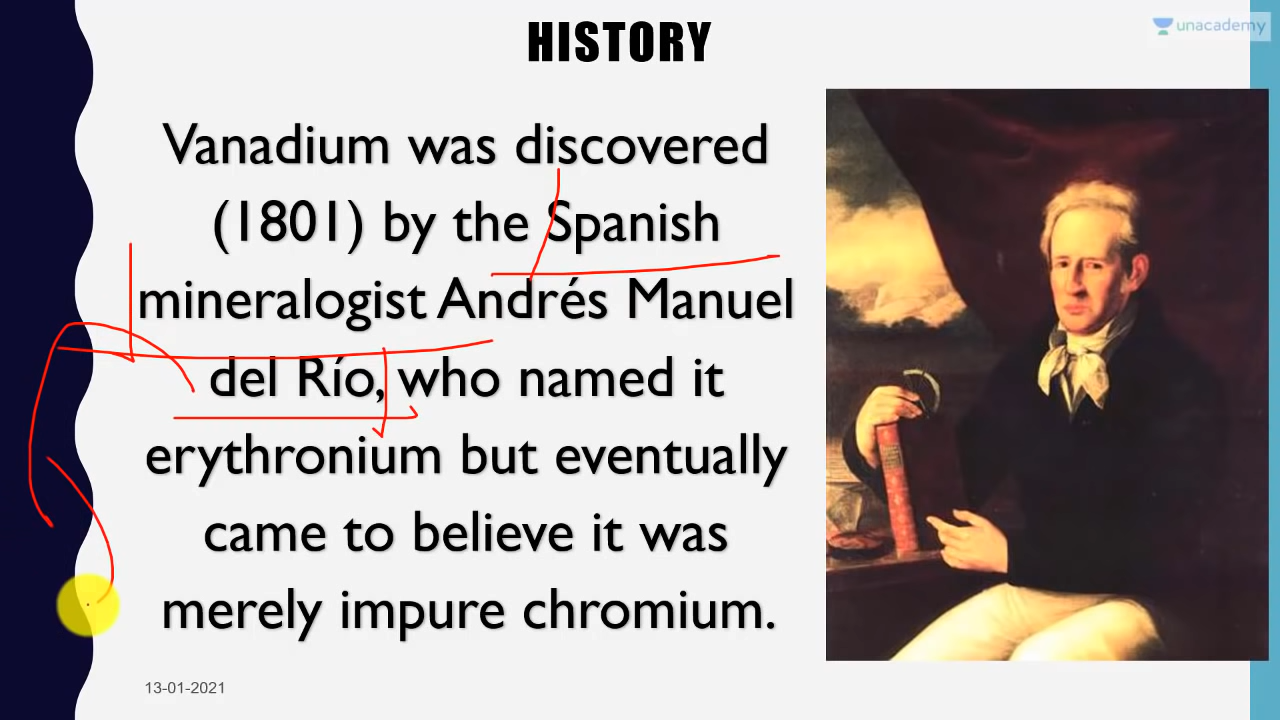 HISTORY
unacademy
Vanadium was discovered
(1801) by the Spanish
mineralogist Andrés Manuel
del Río, who named it
erythronium but eventually
came to believe it was
merely impure chromium.
13-01-2021